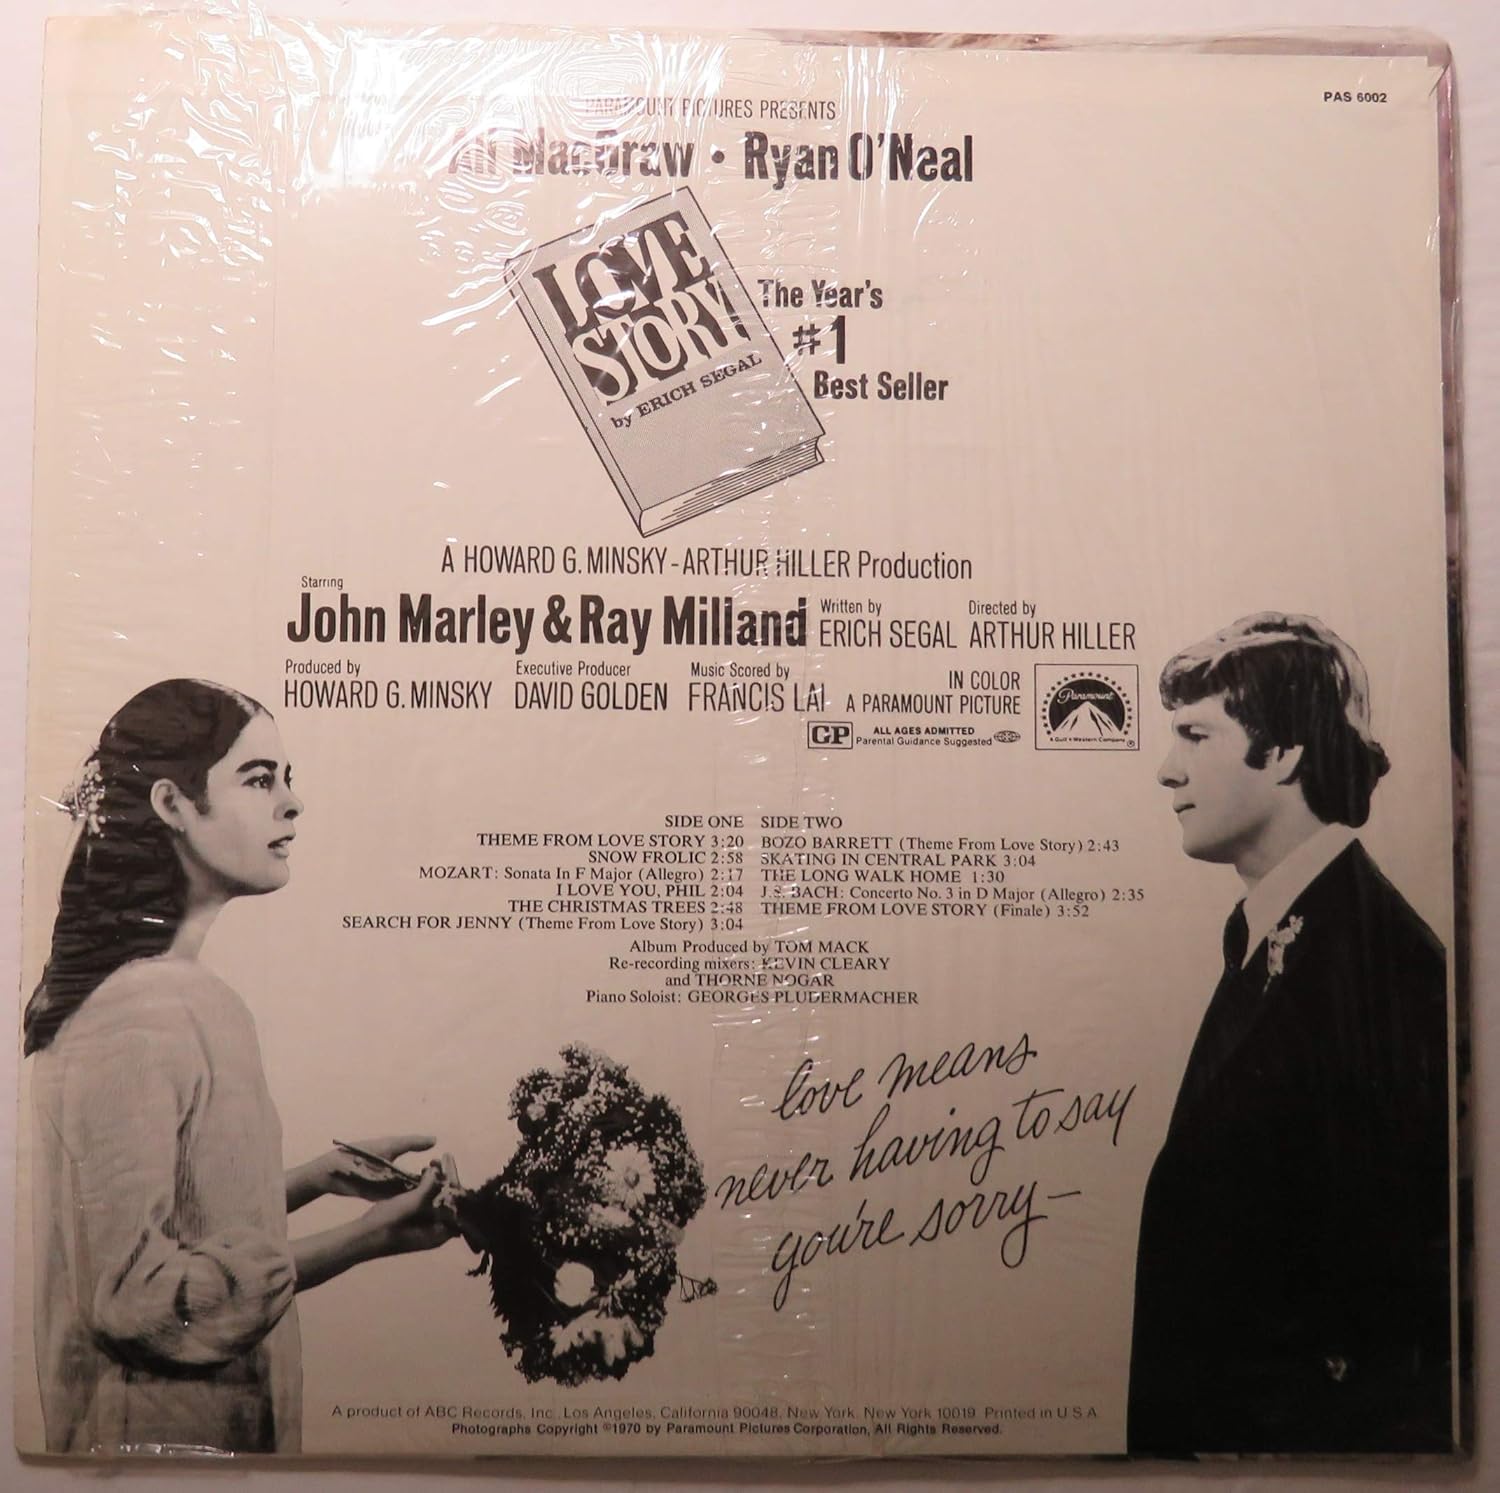 PAS 6002
PARAMOUNT PICTURES PRESENTS
Ali MacGraw • Ryan O'Neal
LOVE
STORY
by ERICH SEGAL
The Year's
#1
Best Seller
A HOWARD G. MINSKY - ARTHUR HILLER Production
Starring
John Marley & Ray Milland
Written by
ERICH SEGAL
Directed by
ARTHUR HILLER
Produced by
HOWARD G. MINSKY
Executive Producer
DAVID GOLDEN
Music Scored by
FRANCIS LAI
IN COLOR
A PARAMOUNT PICTURE
GP
ALL AGES ADMITTED
Parental Guidance Suggested
Paramount
A Gulf + Western Company
SIDE ONE
THEME FROM LOVE STORY 3:20
SNOW FROLIC 2:58
MOZART: Sonata In F Major (Allegro) 2:17
I LOVE YOU, PHIL 2:04
THE CHRISTMAS TREES 2:48
SEARCH FOR JENNY (Theme From Love Story) 3:04
SIDE TWO
BOZO BARRETT (Theme From Love Story) 2:43
SKATING IN CENTRAL PARK 3:04
THE LONG WALK HOME 1:30
J.S. BACH: Concerto No. 3 in D Major (Allegro) 2:35
THEME FROM LOVE STORY (Finale) 3:52
Album Produced by TOM MACK
Re-recording mixers: KEVIN CLEARY
and THORNE NOGAR
Piano Soloist: GEORGES PLUDERMACHER
love means
never having to say
you're sorry—
A product of ABC Records, Inc., Los Angeles, California 90048, New York, New York 10019 Printed in U S A
Photographs Copyright ©1970 by Paramount Pictures Corporation, All Rights Reserved.